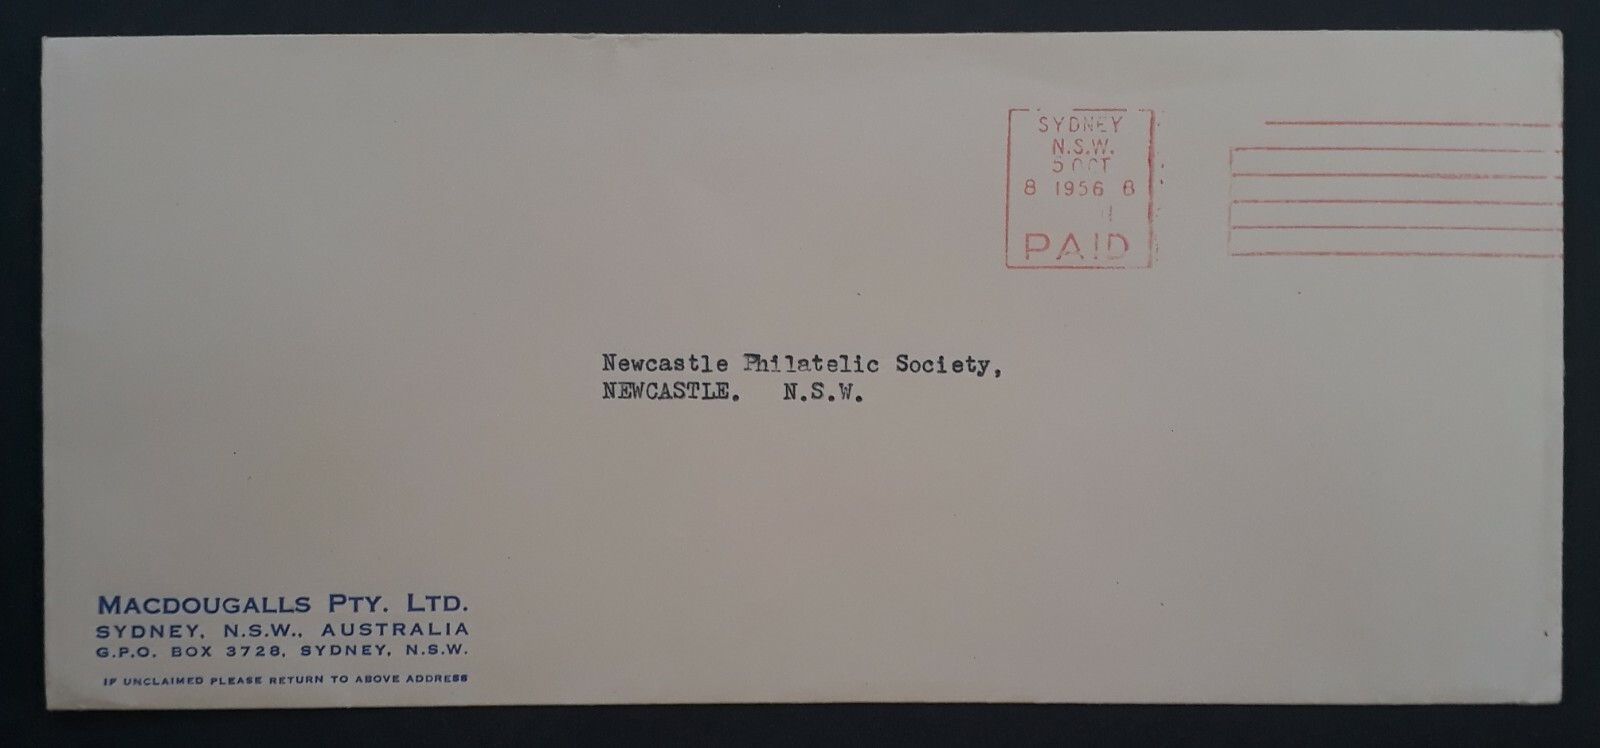 SYDNEY
N.S.W.
5 OCT
8 1956 8
PAID
Newcastle Philatelic Society,
NEWCASTLE. N.S.W.
MACDOUGALLS PTY. LTD.
SYDNEY, N.S.W., AUSTRALIA
G.P.O. BOX 3728, SYDNEY, N.S.W.
IF UNCLAIMED PLEASE RETURN TO ABOVE ADDRESS